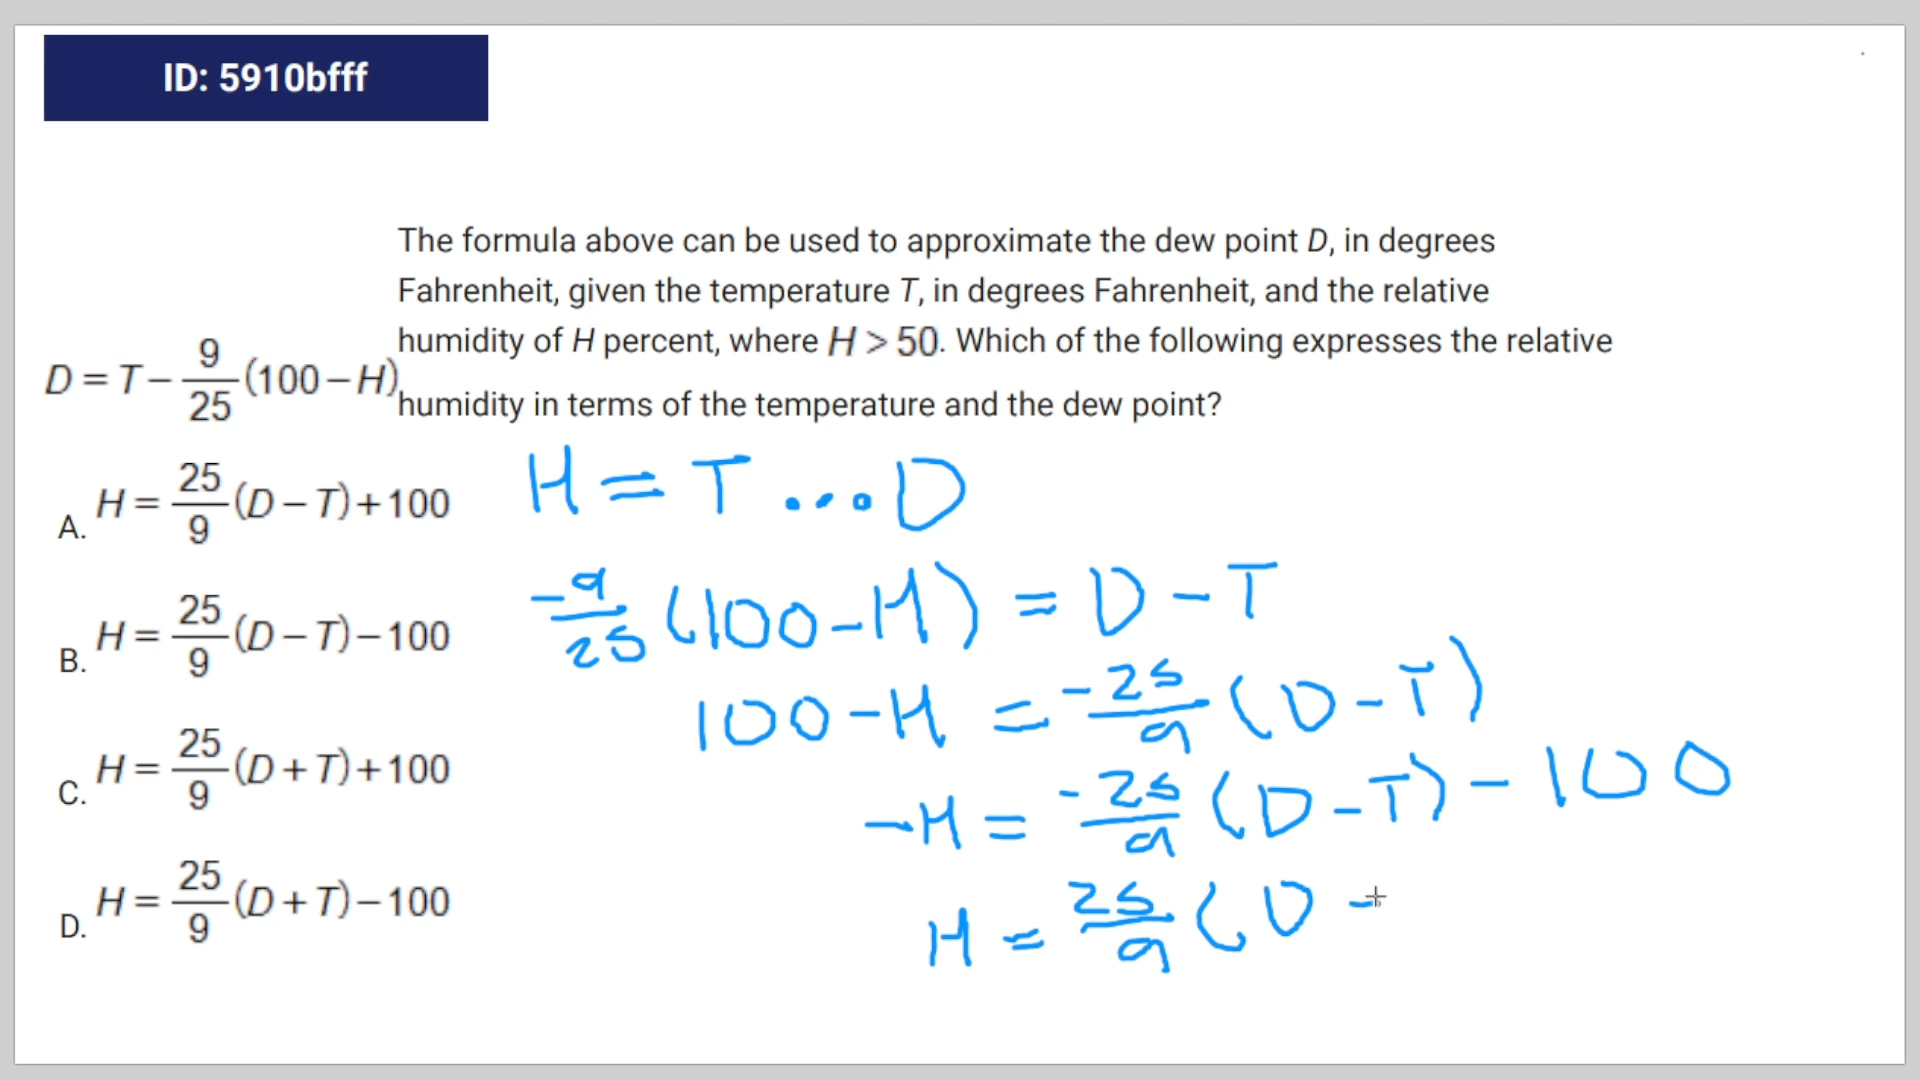 ID: 5910bfff
The formula above can be used to approximate the dew point D, in degrees
Fahrenheit, given the temperature T, in degrees Fahrenheit, and the relative
humidity of H percent, where H > 50. Which of the following expresses the relative
humidity in terms of the temperature and the dew point?
D = T − 9/25 (100 − H)
A. H = 25/9 (D − T) + 100
B. H = 25/9 (D − T) − 100
C. H = 25/9 (D + T) + 100
D. H = 25/9 (D + T) − 100
H = T ... D
-9/25 (100 - H) = D - T
100 - H = -25/9 (D - T)
-H = -25/9 (D - T) - 100
H = 25/9 (D -